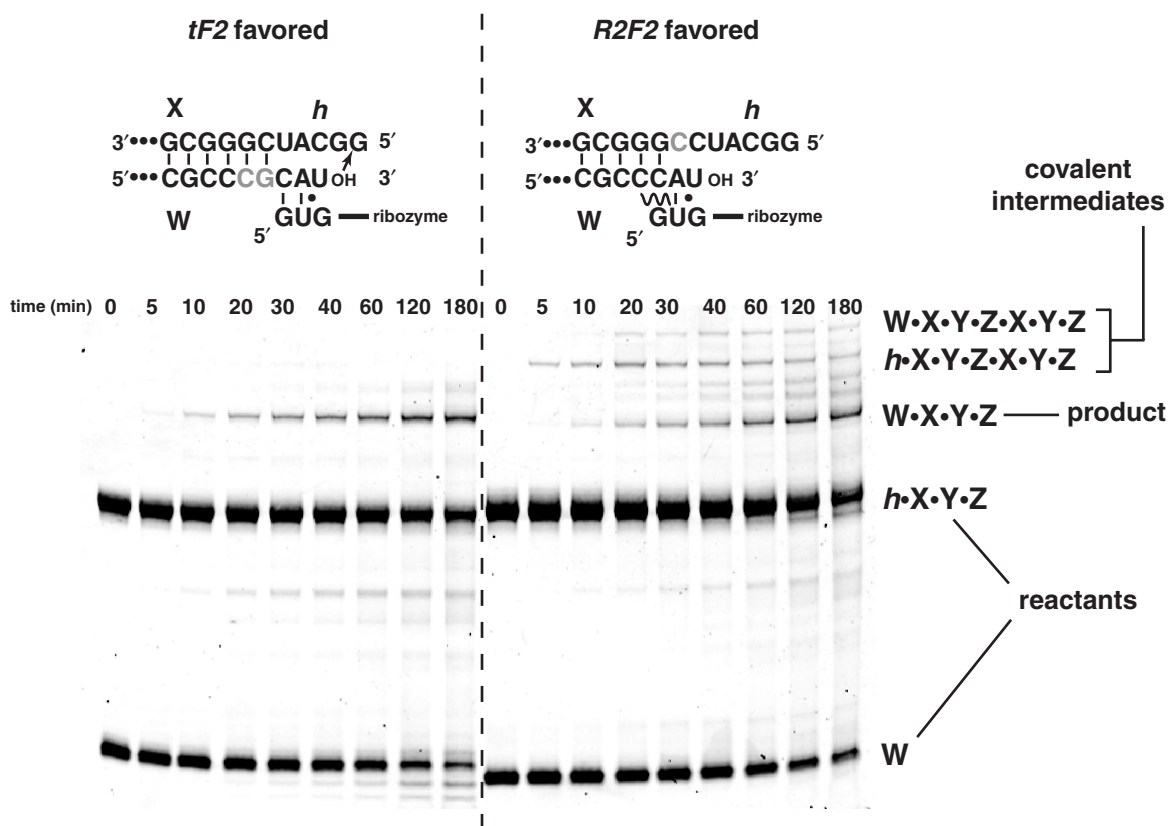 tF2 favored
R2F2 favored
X h
3′•••GCGGGCUACGG 5′
5′•••CGCCCGCAU OH 3′
W GUG ribozyme
5′
X h
3′•••GCGGGCCUACGG 5′
5′•••CGCCCAU OH 3′
W GUG ribozyme
5′
covalent
intermediates
time (min) 0 5 10 20 30 40 60 120 180 0 5 10 20 30 40 60 120 180
W•X•Y•Z•X•Y•Z
h•X•Y•Z•X•Y•Z
W•X•Y•Z product
h•X•Y•Z
reactants
W